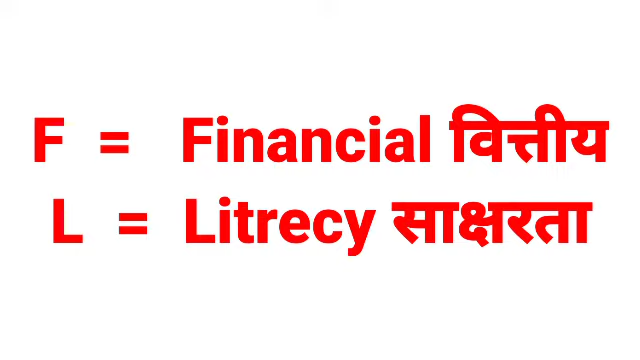 F = Financial वित्तीय
L = Litrecy साक्षरता